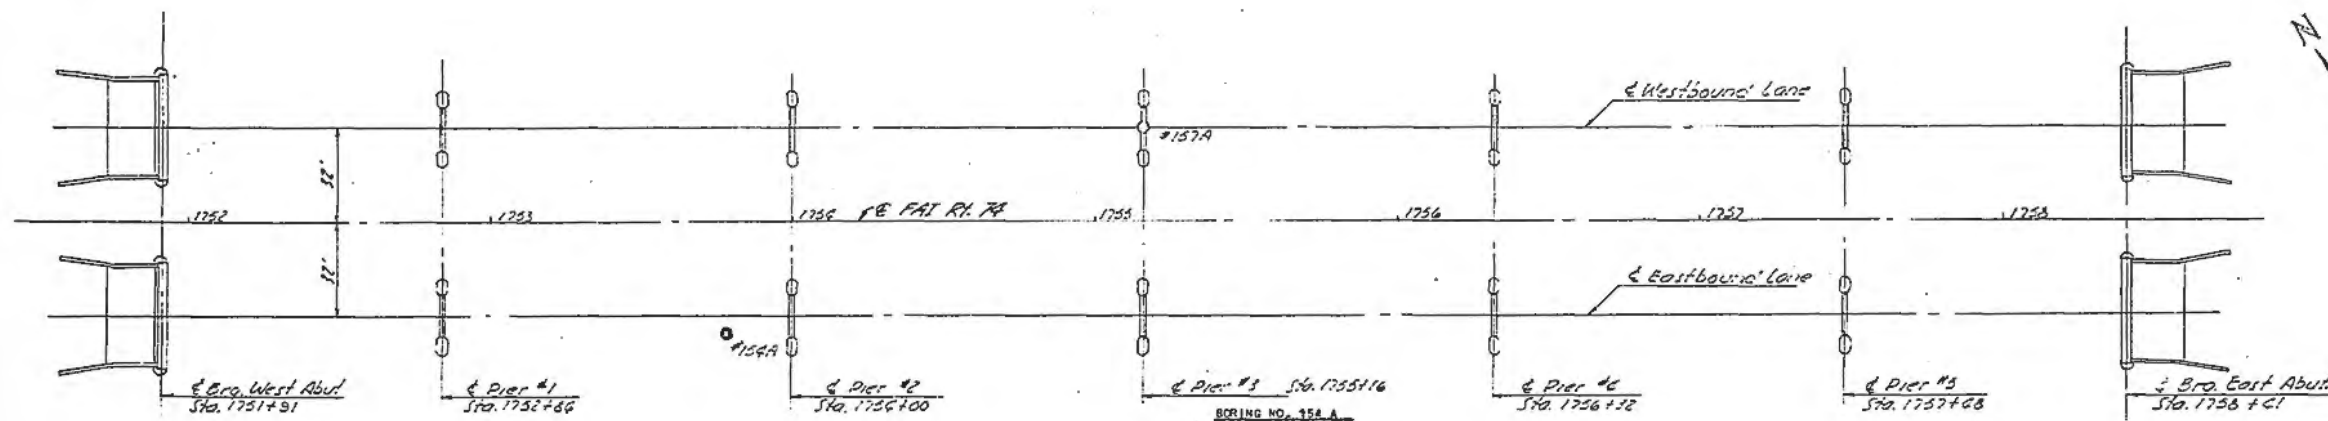 N
℄ Westbound Lane
#157A
32'
1752
1753
1754
℄ FAI Rt. 74
1755
1756
1757
1758
32'
℄ Eastbound Lane
#154A
℄ Brg. West Abut.
Sta. 1751+91
℄ Pier #1
Sta. 1752+84
℄ Pier #2
Sta. 1754+00
℄ Pier #3 Sta. 1755+16
℄ Pier #4
Sta. 1756+32
℄ Pier #5
Sta. 1757+48
℄ Brg. East Abut.
Sta. 1758+41
BORING NO. 154 A